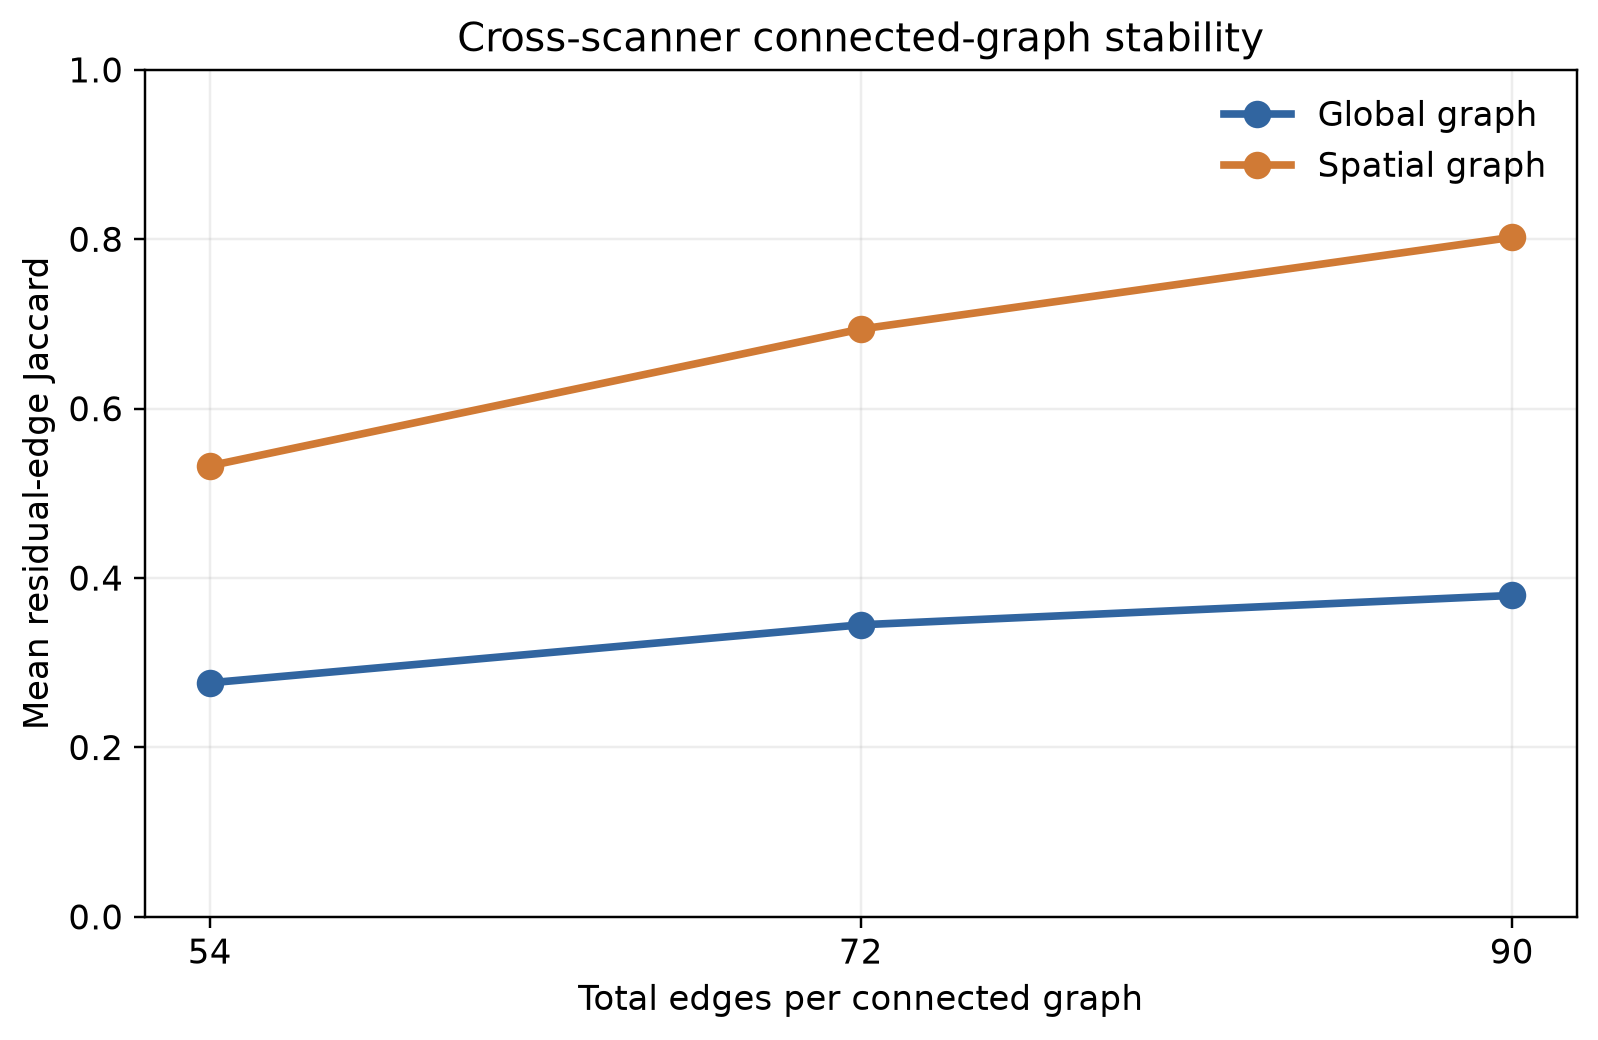 Cross-scanner connected-graph stability
1.0
0.8
0.6
0.4
0.2
0.0
Mean residual-edge Jaccard
Global graph
Spatial graph
54 72 90
Total edges per connected graph